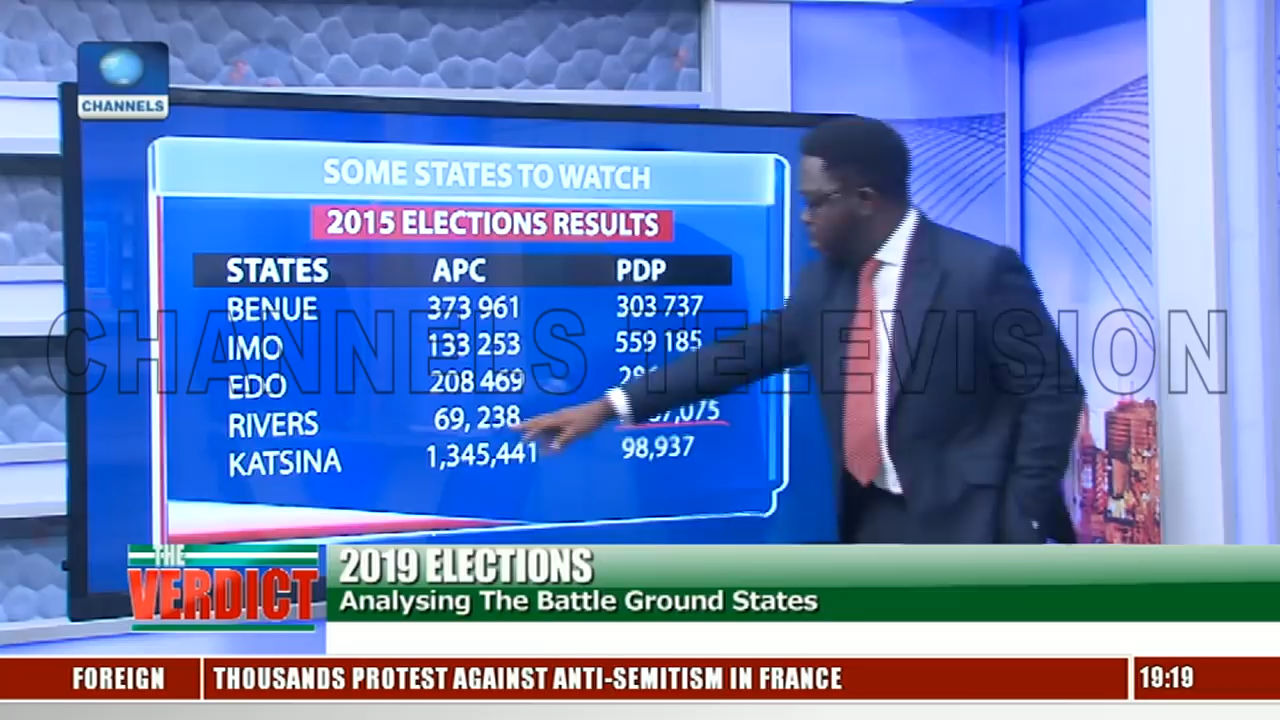 CHANNELS
SOME STATES TO WATCH
2015 ELECTIONS RESULTS
STATES APC PDP
BENUE 373 961 303 737
IMO 133 253 559 185
EDO 208 469
RIVERS 69, 238
KATSINA 1,345,441 98,937
CHANNELS TELEVISION
THE VERDICT
2019 ELECTIONS
Analysing The Battle Ground States
FOREIGN THOUSANDS PROTEST AGAINST ANTI-SEMITISM IN FRANCE 19:19